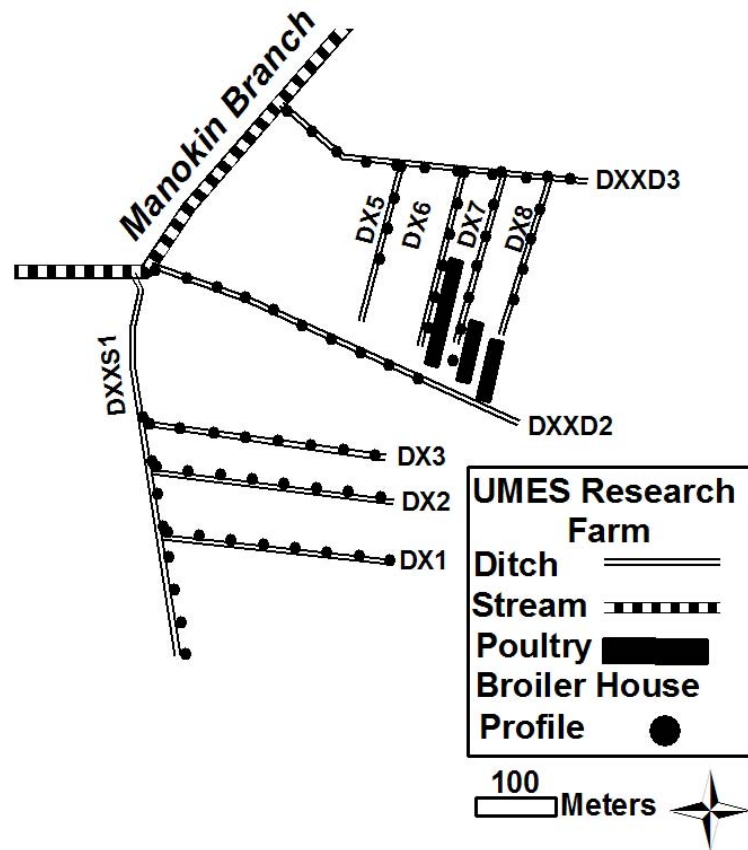 Manokin Branch
DXXD3
DX5
DX6
DX7
DX8
DXXS1
DXXD2
DX3
DX2
DX1
UMES Research
Farm
Ditch
Stream
Poultry
Broiler House
Profile
100
Meters